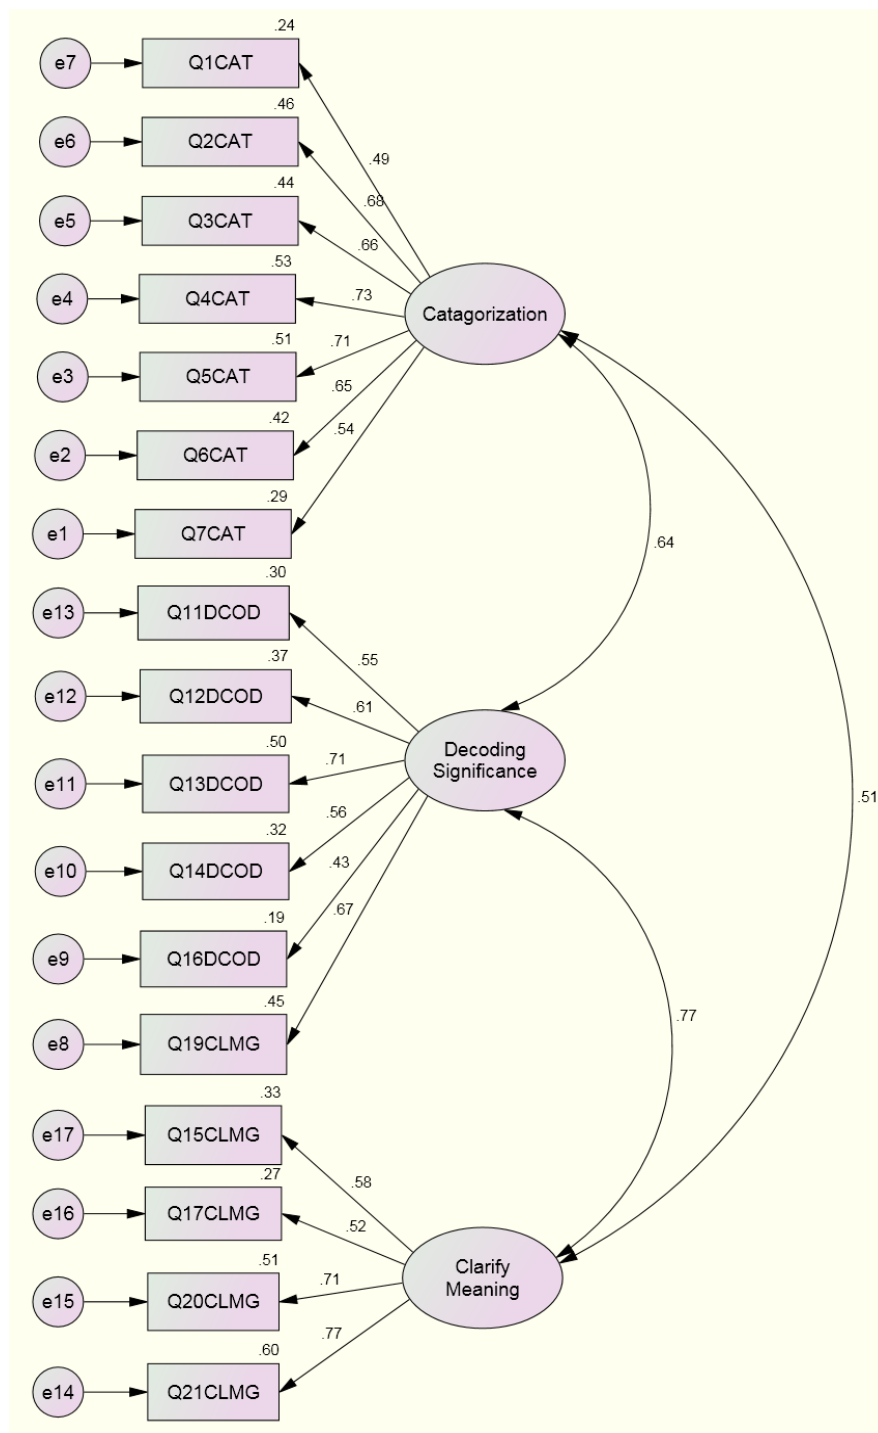 .24
e7
Q1CAT
.49
.46
e6
Q2CAT
.68
.44
e5
Q3CAT
.66
.53
e4
Q4CAT
.73
Catagorization
.51
e3
Q5CAT
.71
.65
.42
e2
Q6CAT
.54
.29
e1
Q7CAT
.64
.30
e13
Q11DCOD
.55
.37
e12
Q12DCOD
.61
.50
e11
Q13DCOD
.71
Decoding
Significance
.51
.32
e10
Q14DCOD
.56
.43
.19
e9
Q16DCOD
.67
.45
e8
Q19CLMG
.77
.33
e17
Q15CLMG
.58
.27
e16
Q17CLMG
.52
.51
e15
Q20CLMG
.71
Clarify
Meaning
.77
.60
e14
Q21CLMG